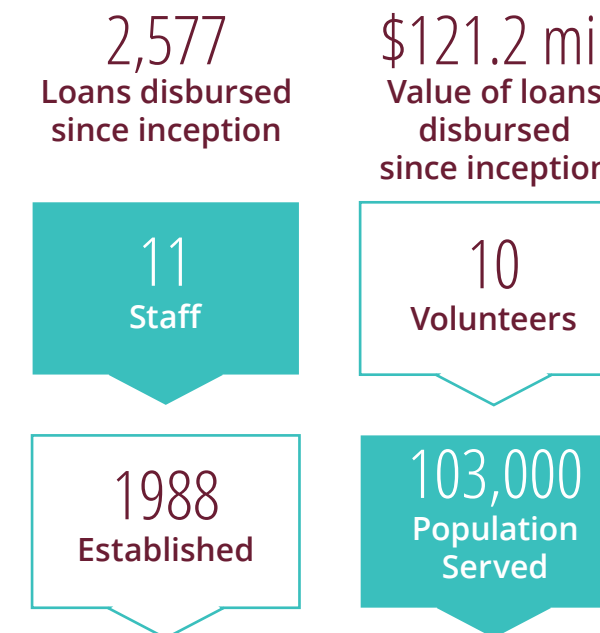 2,577
Loans disbursed
since inception
$121.2 mi
Value of loans
disbursed
since inception
11
Staff
10
Volunteers
1988
Established
103,000
Population
Served